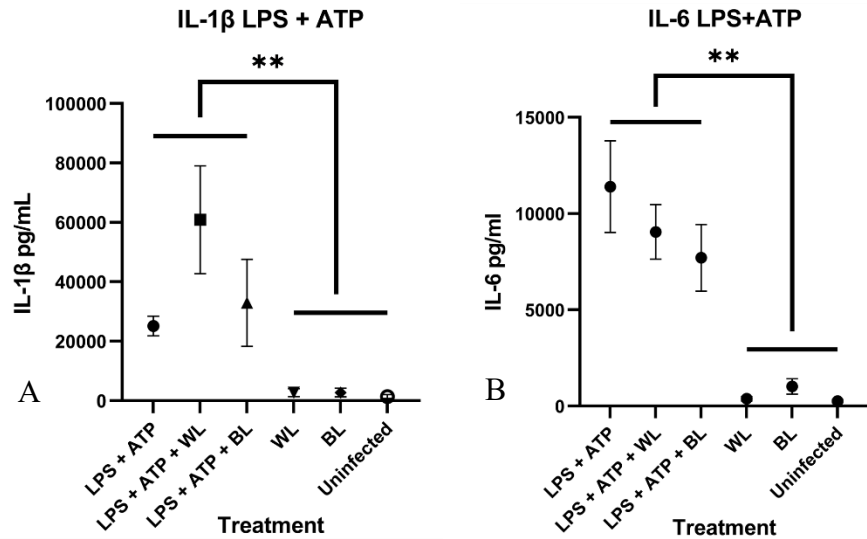 IL-1β LPS + ATP
**
100000
80000
60000
40000
20000
0
IL-1β pg/mL
A
LPS + ATP
LPS + ATP + WL
LPS + ATP + BL
WL
BL
Uninfected
Treatment
IL-6 LPS+ATP
**
15000
10000
5000
0
IL-6 pg/ml
B
LPS + ATP
LPS + ATP + WL
LPS + ATP + BL
WL
BL
Uninfected
Treatment